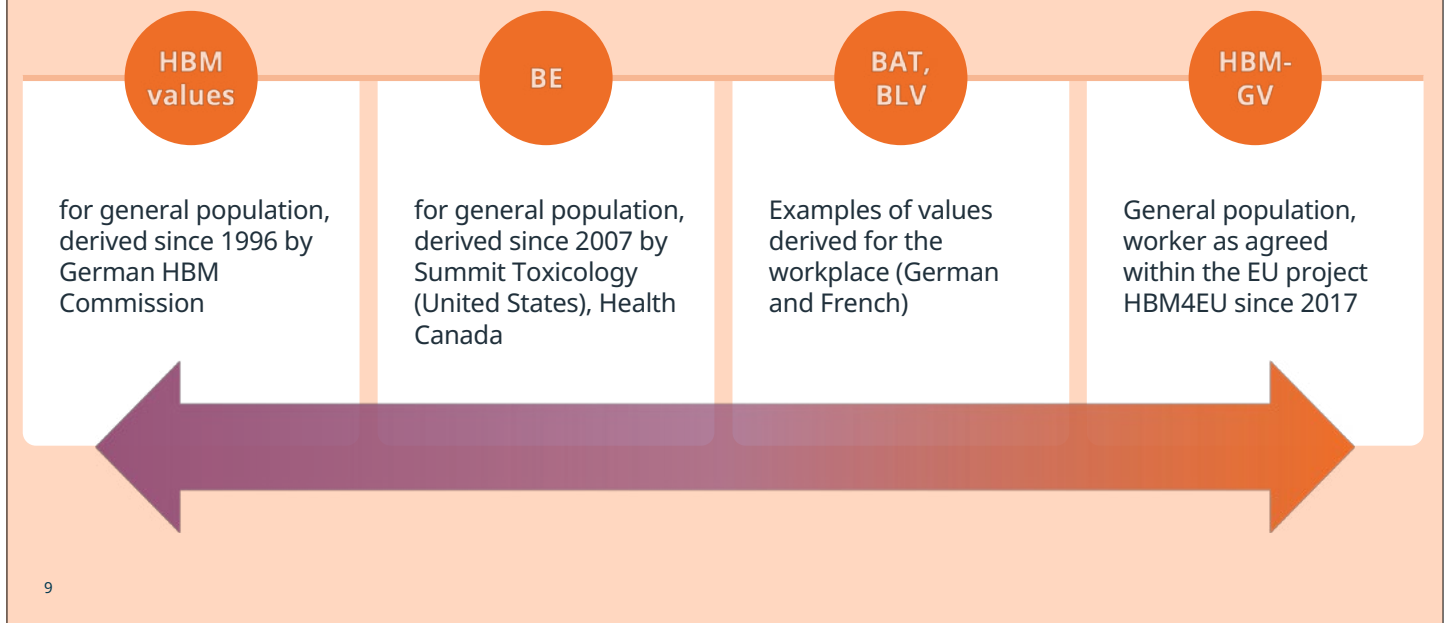 HBM
values
for general population,
derived since 1996 by
German HBM
Commission
BE
for general population,
derived since 2007 by
Summit Toxicology
(United States), Health
Canada
BAT,
BLV
Examples of values
derived for the
workplace (German
and French)
HBM-
GV
General population,
worker as agreed
within the EU project
HBM4EU since 2017
9